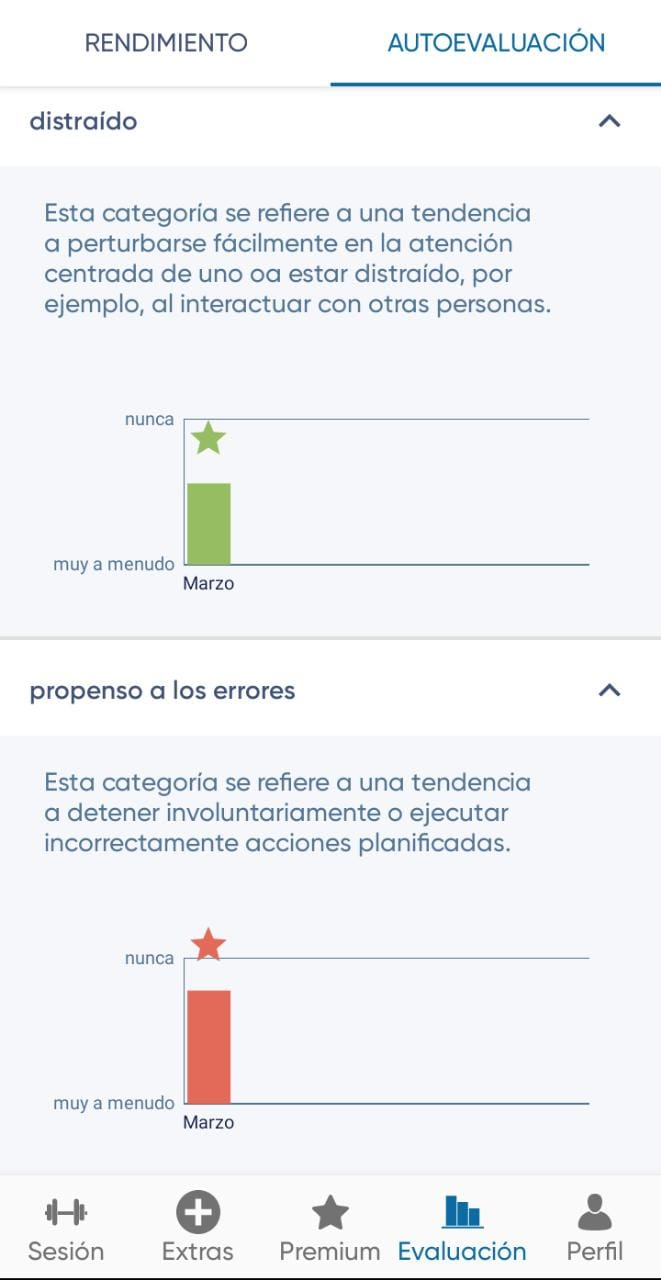 RENDIMIENTO AUTOEVALUACIÓN
distraído
Esta categoría se refiere a una tendencia
a perturbarse fácilmente en la atención
centrada de uno oa estar distraído, por
ejemplo, al interactuar con otras personas.
nunca
muy a menudo
Marzo
propenso a los errores
Esta categoría se refiere a una tendencia
a detener involuntariamente o ejecutar
incorrectamente acciones planificadas.
nunca
muy a menudo
Marzo
Sesión Extras Premium Evaluación Perfil